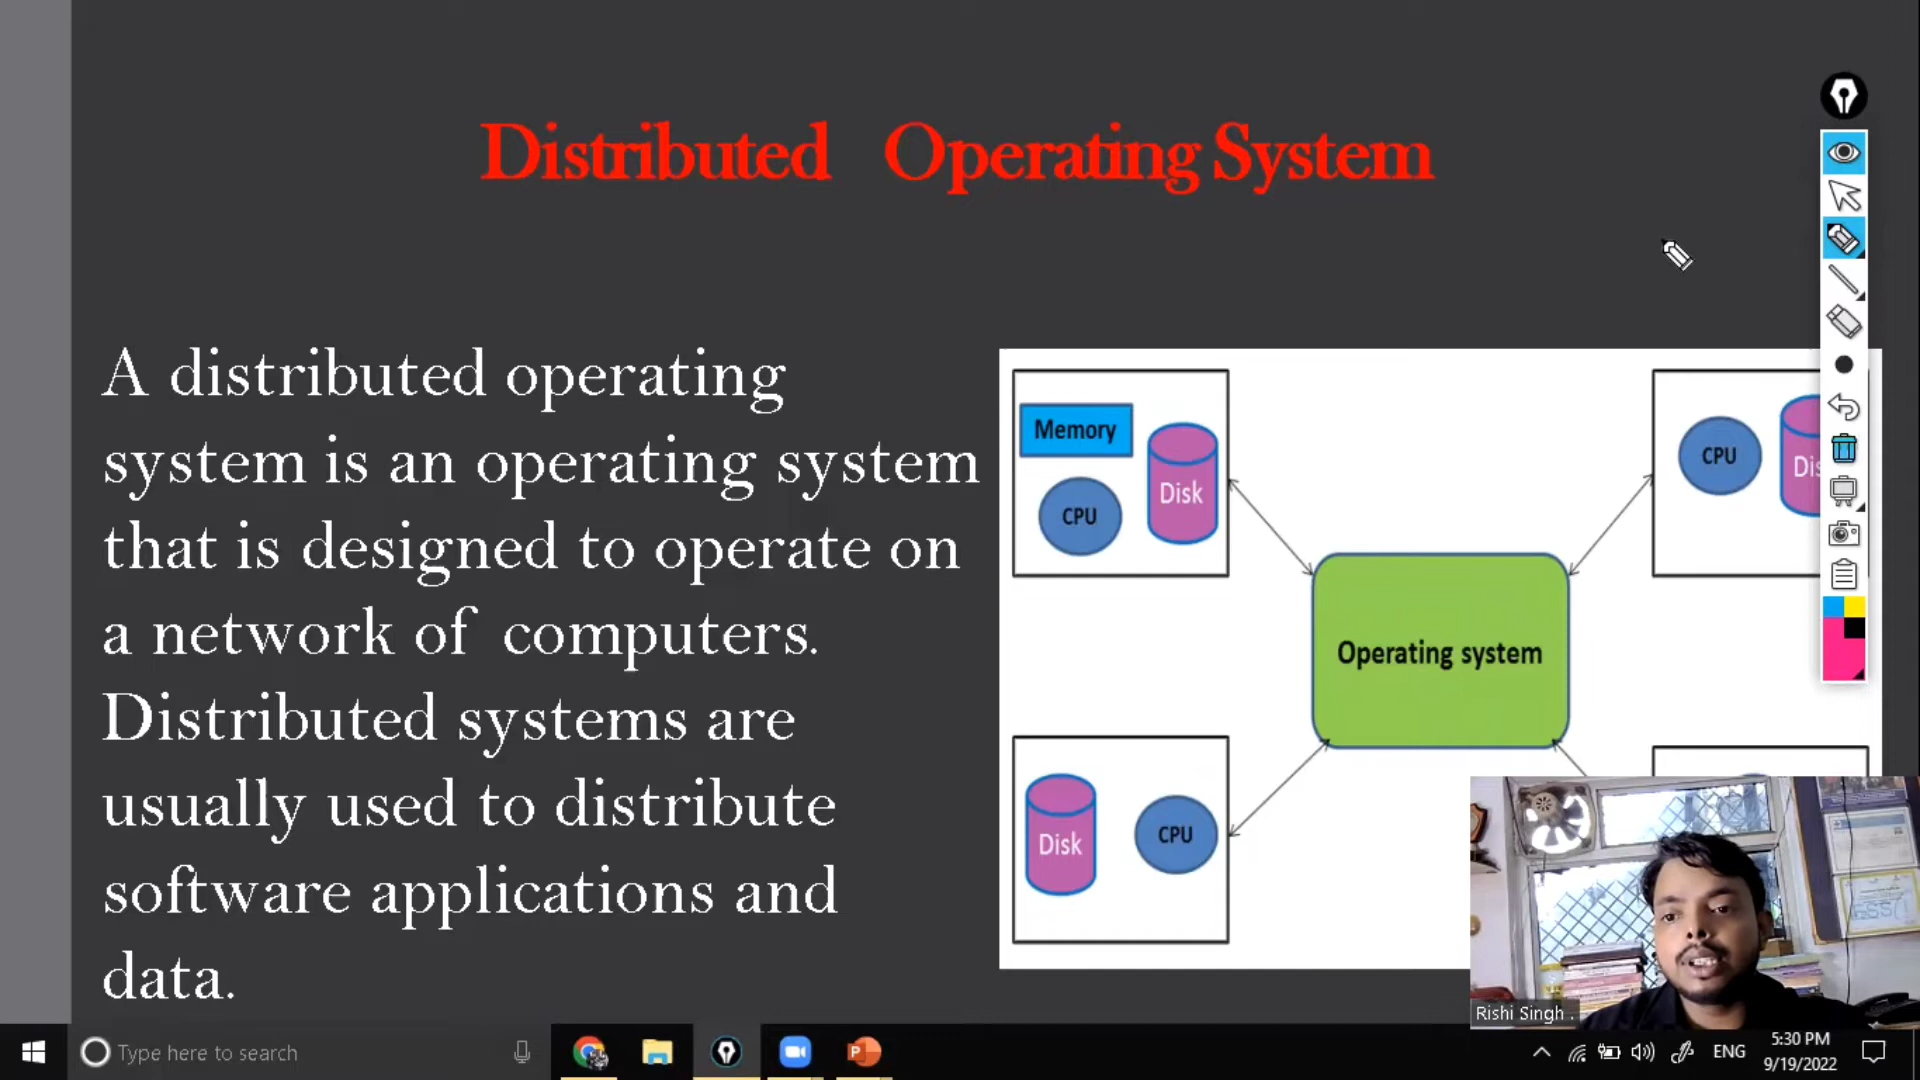 Distributed Operating System
A distributed operating
system is an operating system
that is designed to operate on
a network of computers.
Distributed systems are
usually used to distribute
software applications and
data.
Memory
Disk
CPU
CPU
Operating system
Disk
CPU
Rishi Singh .
Type here to search
ENG
5:30 PM
9/19/2022